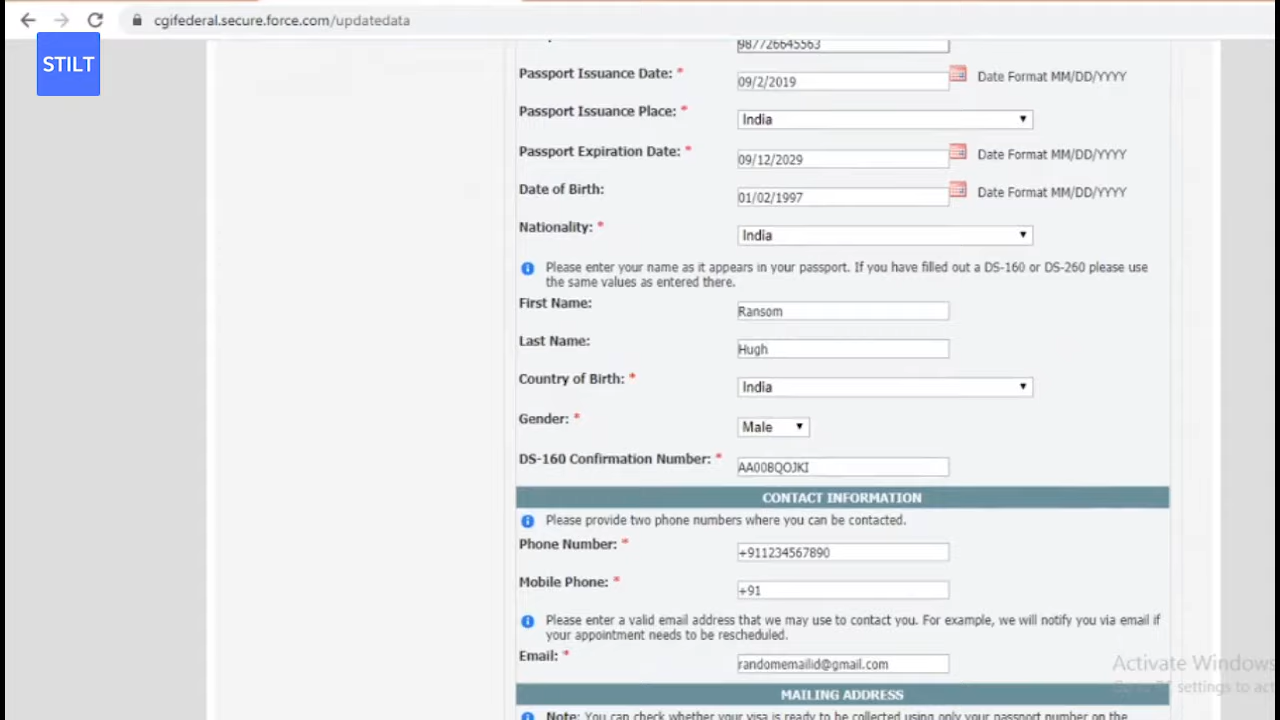 cgifederal.secure.force.com/updatedata
STILT
987726645563
Passport Issuance Date: * 09/2/2019 Date Format MM/DD/YYYY
Passport Issuance Place: * India
Passport Expiration Date: * 09/12/2029 Date Format MM/DD/YYYY
Date of Birth: 01/02/1997 Date Format MM/DD/YYYY
Nationality: * India
Please enter your name as it appears in your passport. If you have filled out a DS-160 or DS-260 please use
the same values as entered there.
First Name: Ransom
Last Name: Hugh
Country of Birth: * India
Gender: * Male
DS-160 Confirmation Number: * AA008QOJKI
CONTACT INFORMATION
Please provide two phone numbers where you can be contacted.
Phone Number: * +911234567890
Mobile Phone: * +91
Please enter a valid email address that we may use to contact you. For example, we will notify you via email if
your appointment needs to be rescheduled.
Email: * randomemailid@gmail.com
Activate Windows
settings to act
MAILING ADDRESS
Note: You can check whether your visa is ready to be collected using only your passport number on the